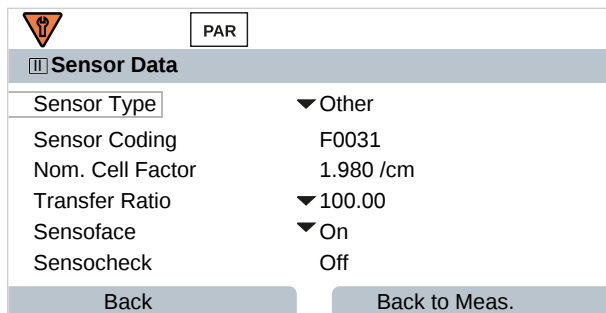 PAR
II Sensor Data
Sensor Type Other
Sensor Coding F0031
Nom. Cell Factor 1.980 /cm
Transfer Ratio 100.00
Sensoface On
Sensocheck Off
Back Back to Meas.